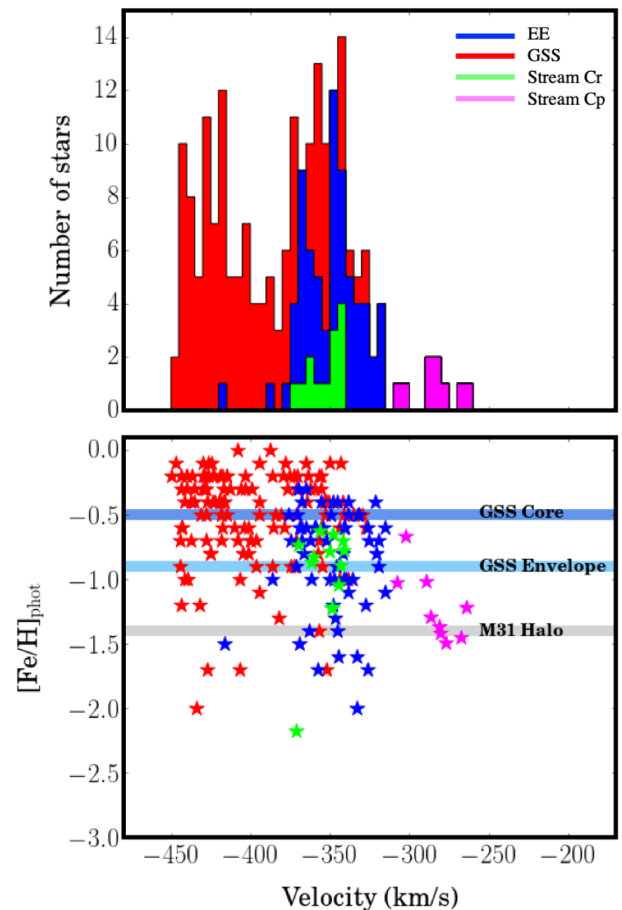 14
12
10
8
6
4
2
0
Number of stars
EE
GSS
Stream Cr
Stream Cp
0.0
−0.5
−1.0
−1.5
−2.0
−2.5
−3.0
[Fe/H]phot
GSS Core
GSS Envelope
M31 Halo
−450 −400 −350 −300 −250 −200
Velocity (km/s)